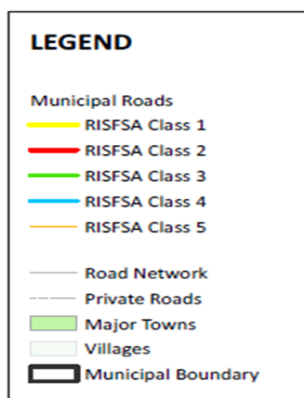 LEGEND
Municipal Roads
RISFSA Class 1
RISFSA Class 2
RISFSA Class 3
RISFSA Class 4
RISFSA Class 5
Road Network
Private Roads
Major Towns
Villages
Municipal Boundary